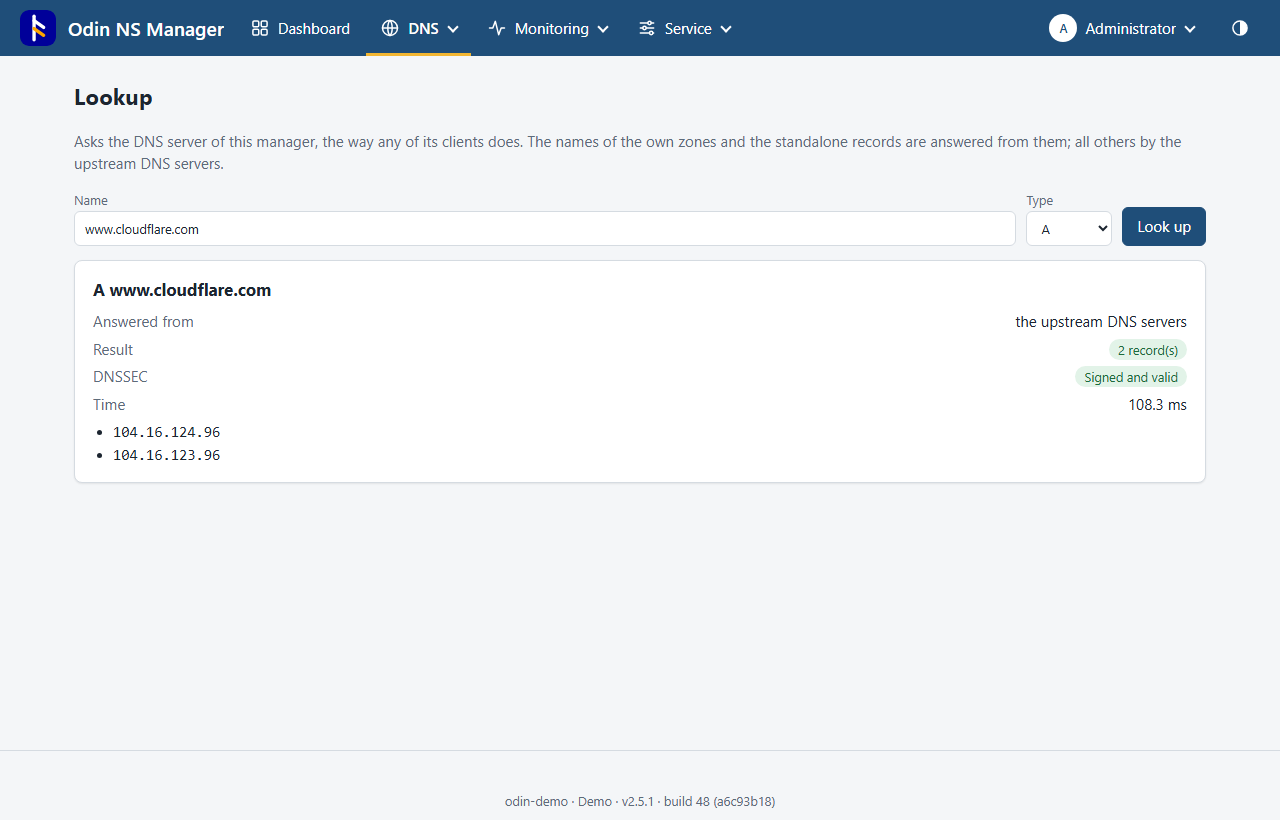 Odin NS Manager Dashboard DNS Monitoring Service A Administrator
Lookup
Asks the DNS server of this manager, the way any of its clients does. The names of the own zones and the standalone records are answered from them; all others by the
upstream DNS servers.
Name Type
www.cloudflare.com A Look up
A www.cloudflare.com
Answered from the upstream DNS servers
Result 2 record(s)
DNSSEC Signed and valid
Time 108.3 ms
• 104.16.124.96
• 104.16.123.96
odin-demo · Demo · v2.5.1 · build 48 (a6c93b18)